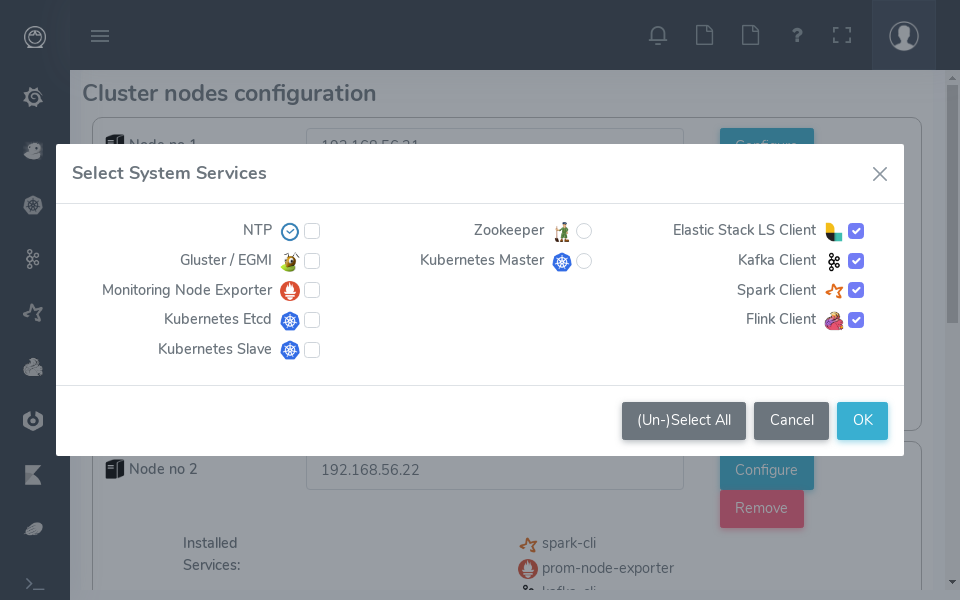 ?
Cluster nodes configuration
Node no 1
192.168.56.21
Configure
Select System Services
NTP
Zookeeper
Elastic Stack LS Client
Gluster / EGMI
Kubernetes Master
Kafka Client
Monitoring Node Exporter
Spark Client
Kubernetes Etcd
Flink Client
Kubernetes Slave
(Un-)Select All
Cancel
OK
Node no 2
192.168.56.22
Configure
Remove
Installed
Services:
spark-cli
prom-node-exporter
kafka-cli